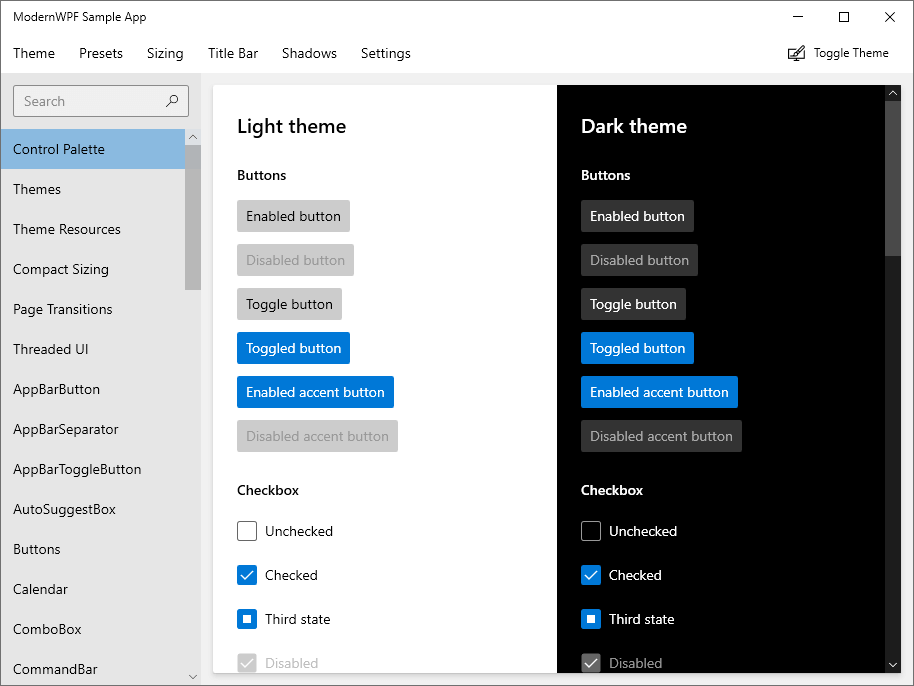 ModernWPF Sample App
Theme Presets Sizing Title Bar Shadows Settings Toggle Theme
Search
Control Palette
Themes
Theme Resources
Compact Sizing
Page Transitions
Threaded UI
AppBarButton
AppBarSeparator
AppBarToggleButton
AutoSuggestBox
Buttons
Calendar
ComboBox
CommandBar
Light theme
Buttons
Enabled button
Disabled button
Toggle button
Toggled button
Enabled accent button
Disabled accent button
Checkbox
Unchecked
Checked
Third state
Disabled
Dark theme
Buttons
Enabled button
Disabled button
Toggle button
Toggled button
Enabled accent button
Disabled accent button
Checkbox
Unchecked
Checked
Third state
Disabled